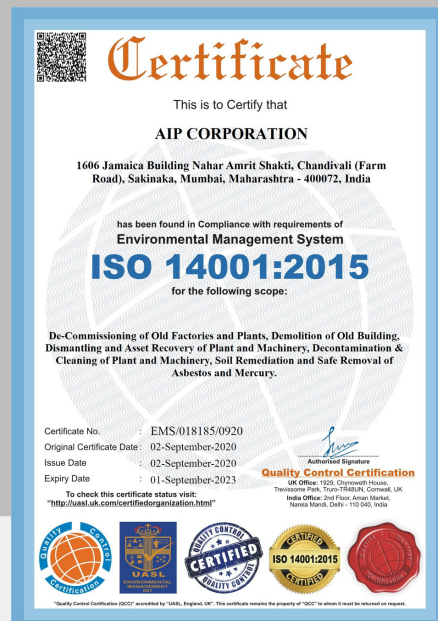 Certificate
This is to Certify that
AIP CORPORATION
1606 Jamaica Building Nahar Amrit Shakti, Chandivali (Farm
Road), Sakinaka, Mumbai, Maharashtra - 400072, India
has been found in Compliance with requirements of
Environmental Management System
ISO 14001:2015
for the following scope:
De-Commissioning of Old Factories and Plants, Demolition of Old Building,
Dismantling and Asset Recovery of Plant and Machinery, Decontamination &
Cleaning of Plant and Machinery, Soil Remediation and Safe Removal of
Asbestos and Mercury.
Certificate No. : EMS/018185/0920
Original Certificate Date : 02-September-2020
Issue Date : 02-September-2020
Expiry Date : 01-September-2023
To check this certificate status visit:
"http://uasl.uk.com/certifiedorganization.html"
Authorised Signature
Quality Control Certification
UK Office: 1929, Chynoweth House,
Trevissome Park, Truro-TR48UN, Cornwall, UK
India Office: 2nd Floor, Aman Market,
Narela Mandi, Delhi - 110 040, India
Quality Control
Certification
UASL
ENVIRONMENTAL
MANAGEMENT
007
QUALITY CONTROL
CERTIFIED
QUALITY CONTROL
CERTIFIED
ISO 14001:2015
CERTIFIED
"Quality Control Certification (QCC)" accredited by "UASL, England, UK". This certificate remains the property of "QCC" to whom it must be returned on request.